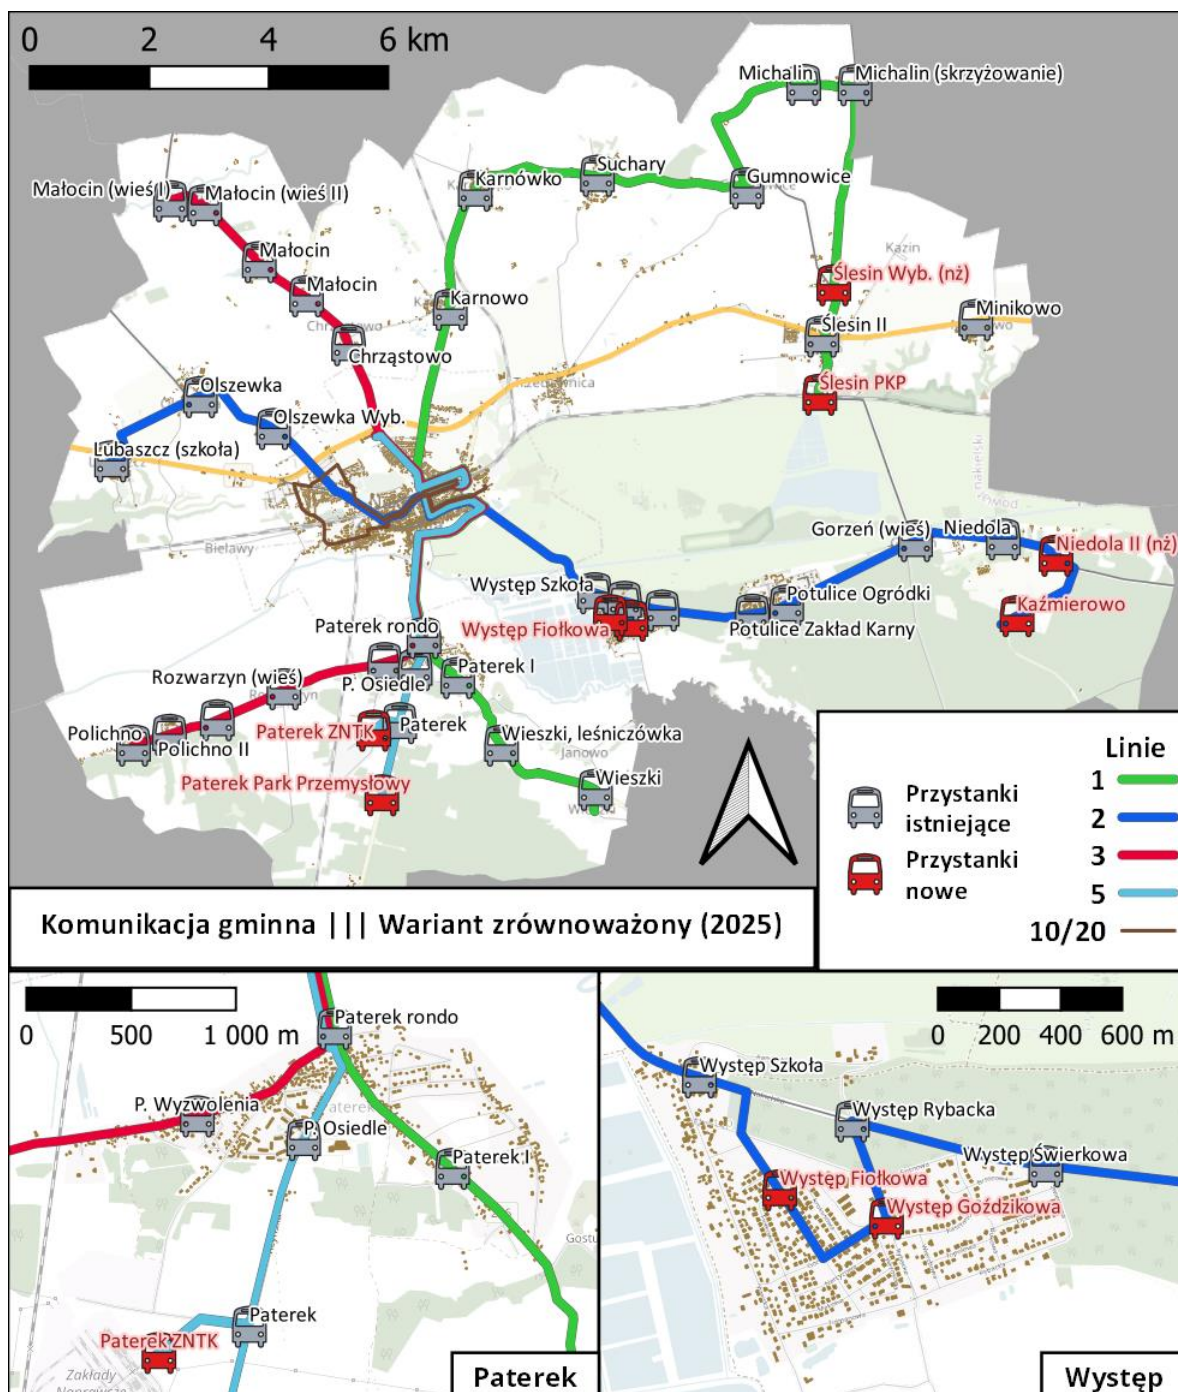 0 2 4 6 km
Michalin
Michalin (skrzyżowanie)
Suchary
Karnówko
Gumnowice
Małocin (wieś I)
Małocin (wieś II)
Kazin
Małocin
Ślesin Wyb. (nż)
Małocin
Karnowo
Minikowo
Ślesin II
Chrząstowo
Olszewka
Ślesin PKP
Olszewka Wyb.
Lubaszcz (szkoła)
Gorzeń (wieś)
Niedola
Bielawy
Niedola II (nż)
Występ Szkoła
Potulice Ogródki
Kaźmierowo
Występ Fiołkowa
Potulice Zakład Karny
Paterek rondo
Paterek I
Rozwarzyn (wieś)
P. Osiedle
Polichno
Polichno II
Paterek ZNTK
Paterek
Wieszki, leśniczówka
Janowo
Paterek Park Przemysłowy
Wieszki
Linie
Przystanki
istniejące
Przystanki
nowe
1
2
3
5
10/20
Komunikacja gminna ||| Wariant zrównoważony (2025)
0 500 1 000 m
Paterek rondo
P. Wyzwolenia
Paterek
P. Osiedle
Paterek I
Paterek
Paterek ZNTK
Zakłady
Paterek
0 200 400 600 m
Występ Szkoła
Występ Rybacka
Występ Świerkowa
Występ Fiołkowa
Występ Goździkowa
Występ